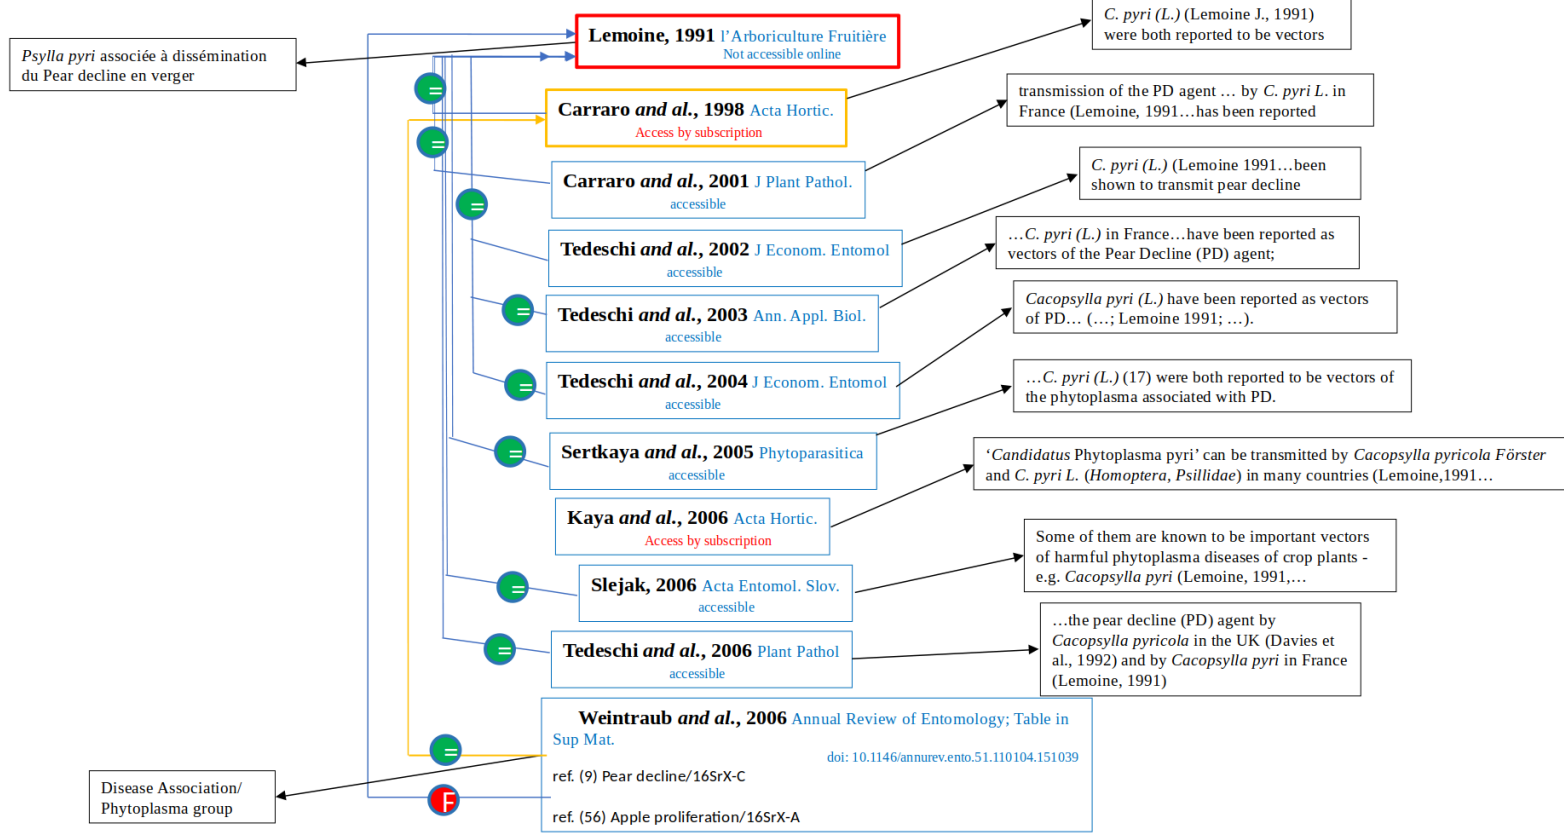 Lemoine, 1991 l'Arboriculture Fruitière
Not accessible online
Psylla pyri associée à dissémination
du Pear decline en verger
C. pyri (L.) (Lemoine J., 1991)
were both reported to be vectors
=
Carraro and al., 1998 Acta Hortic.
Access by subscription
transmission of the PD agent … by C. pyri L. in
France (Lemoine, 1991…has been reported
=
Carraro and al., 2001 J Plant Pathol.
accessible
C. pyri (L.) (Lemoine 1991…been
shown to transmit pear decline
=
Tedeschi and al., 2002 J Econom. Entomol
accessible
…C. pyri (L.) in France…have been reported as
vectors of the Pear Decline (PD) agent;
=
Tedeschi and al., 2003 Ann. Appl. Biol.
accessible
Cacopsylla pyri (L.) have been reported as vectors
of PD… (…; Lemoine 1991; …).
=
Tedeschi and al., 2004 J Econom. Entomol
accessible
…C. pyri (L.) (17) were both reported to be vectors of
the phytoplasma associated with PD.
=
Sertkaya and al., 2005 Phytoparasitica
accessible
‘Candidatus Phytoplasma pyri’ can be transmitted by Cacopsylla pyricola Förster
and C. pyri L. (Homoptera, Psillidae) in many countries (Lemoine,1991…
Kaya and al., 2006 Acta Hortic.
Access by subscription
Some of them are known to be important vectors
of harmful phytoplasma diseases of crop plants -
e.g. Cacopsylla pyri (Lemoine, 1991,…
=
Slejak, 2006 Acta Entomol. Slov.
accessible
…the pear decline (PD) agent by
Cacopsylla pyricola in the UK (Davies et
al., 1992) and by Cacopsylla pyri in France
(Lemoine, 1991)
=
Tedeschi and al., 2006 Plant Pathol
accessible
Weintraub and al., 2006 Annual Review of Entomology; Table in
Sup Mat.
doi: 10.1146/annurev.ento.51.110104.151039
=
ref. (9) Pear decline/16SrX-C
Disease Association/
Phytoplasma group
F
ref. (56) Apple proliferation/16SrX-A